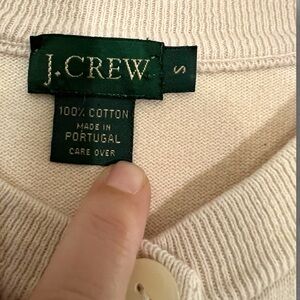 J.CREW
S
100% COTTON
MADE IN
PORTUGAL
CARE OVER